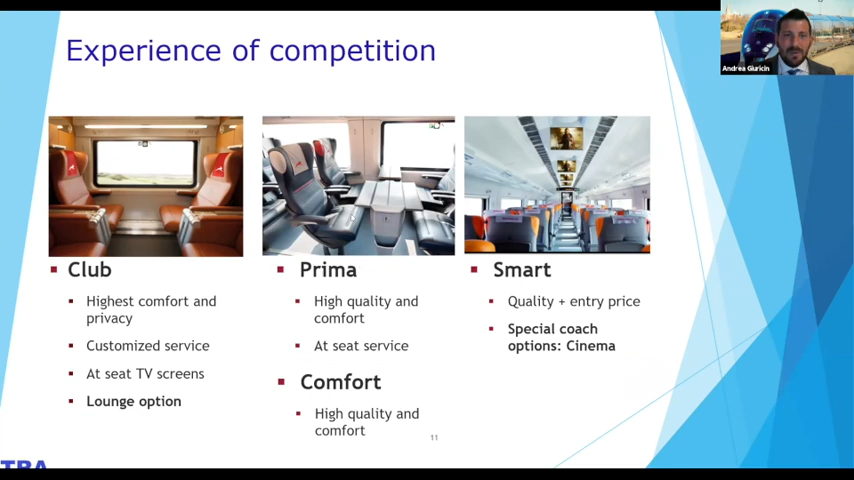 Experience of competition
Andrea Giuricin
Club
Highest comfort and
privacy
Customized service
At seat TV screens
Lounge option
Prima
High quality and
comfort
At seat service
Comfort
High quality and
comfort
Smart
Quality + entry price
Special coach
options: Cinema
11
TRA